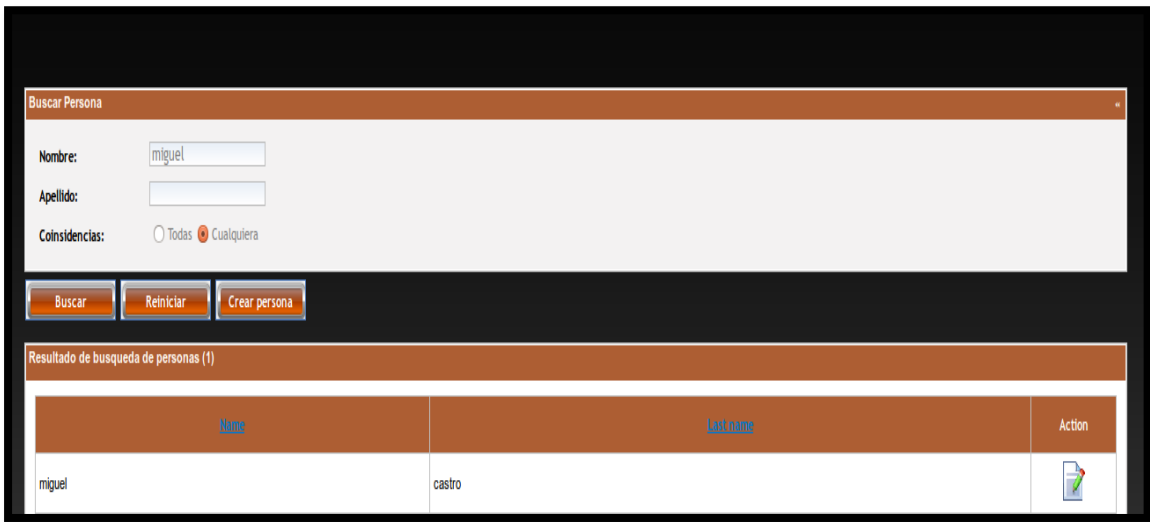 Buscar Persona «
Nombre: miguel
Apellido:
Coinsidencias: Todas Cualquiera
Buscar Reiniciar Crear persona
Resultado de busqueda de personas (1)
Name Last name Action
miguel castro